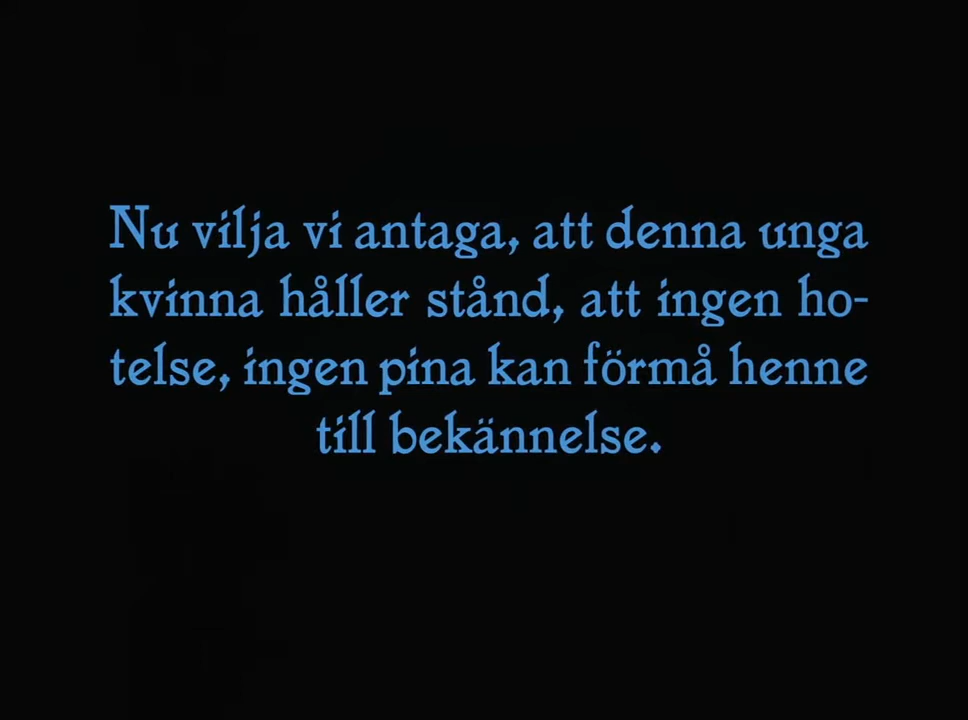 Nu vilja vi antaga, att denna unga
kvinna håller stånd, att ingen ho-
telse, ingen pina kan förmå henne
till bekännelse.